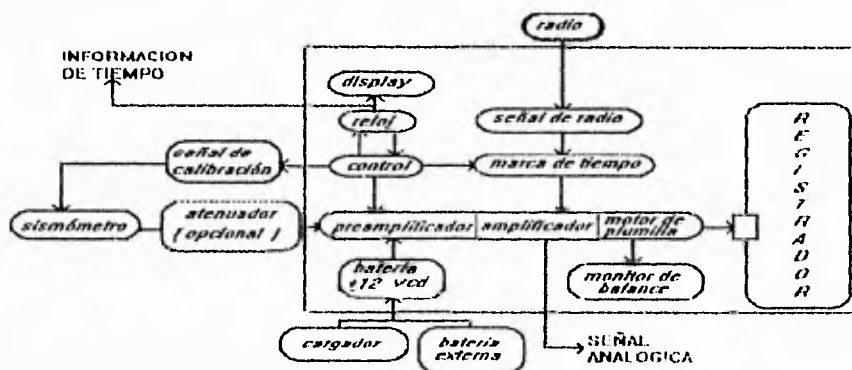 radio
INFORMACION
DE TIEMPO
display
reloj
señal de radio
señal de
calibración
control
marca de tiempo
sismómetro
atenuador
(opcional)
preamplificador
amplificador
motor de
plumilla
REGISTRADOR
batería
+12 vcd
monitor de
balance
cargador
batería
externa
SEÑAL
ANALOGICA